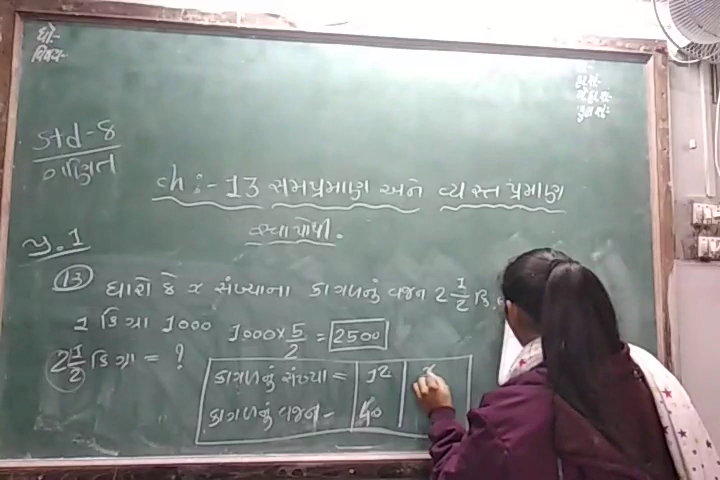 ધો:-
વિષય:-
Std-8
ગણિત
ch:-13 સમપ્રમાણ અને વ્યસ્ત પ્રમાણ
સ્વાધ્યાપોથી.
પ્ર.1
(13) ધારો કે x સંખ્યાના કાગળનું વજન 2 1/2 કિ.
1 કિગ્રા 1000 1000×5/2 = 2500
2 1/2 કિગ્રા = ?
કાગળનું સંખ્યા = 12 x
કાગળનું વજન - 40